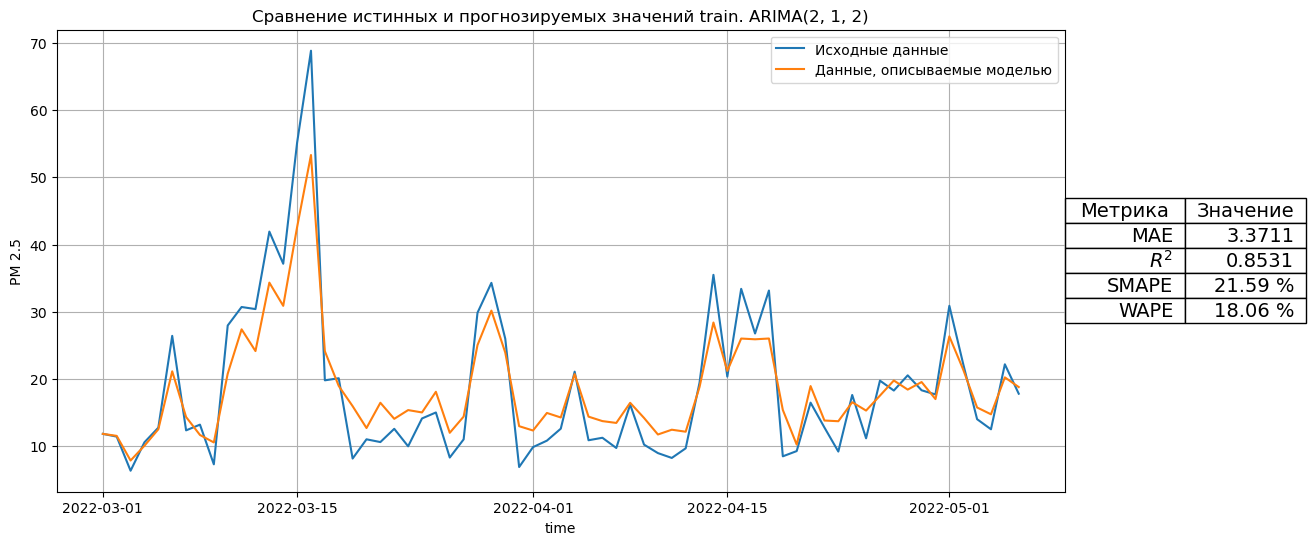 Сравнение истинных и прогнозируемых значений train. ARIMA(2, 1, 2)
Исходные данные
Данные, описываемые моделью
PM 2.5
70
60
50
40
30
20
10
2022-03-01 2022-03-15 2022-04-01 2022-04-15 2022-05-01
time
Метрика Значение
MAE 3.3711
R² 0.8531
SMAPE 21.59 %
WAPE 18.06 %